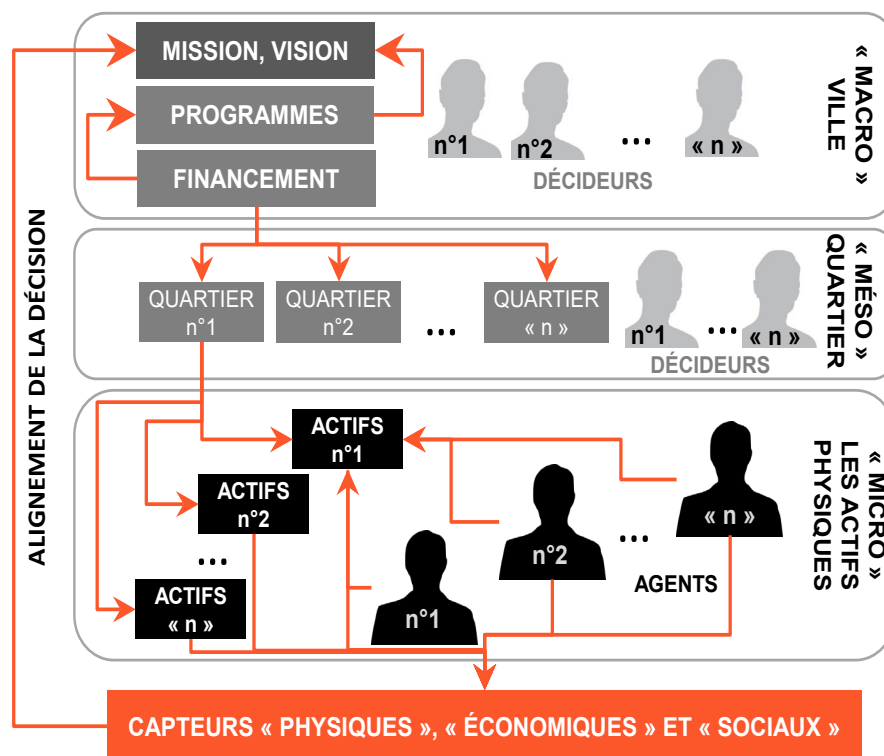 MISSION, VISION
PROGRAMMES
FINANCEMENT
n°1
n°2
...
« n »
DÉCIDEURS
« MACRO »
VILLE
ALIGNEMENT DE LA DÉCISION
QUARTIER
n°1
QUARTIER
n°2
...
QUARTIER
« n »
n°1
...
« n »
DÉCIDEURS
« MÉSO »
QUARTIER
ACTIFS
n°1
ACTIFS
n°2
...
ACTIFS
« n »
n°1
n°2
...
« n »
AGENTS
« MICRO »
LES ACTIFS
PHYSIQUES
CAPTEURS « PHYSIQUES », « ÉCONOMIQUES » ET « SOCIAUX »